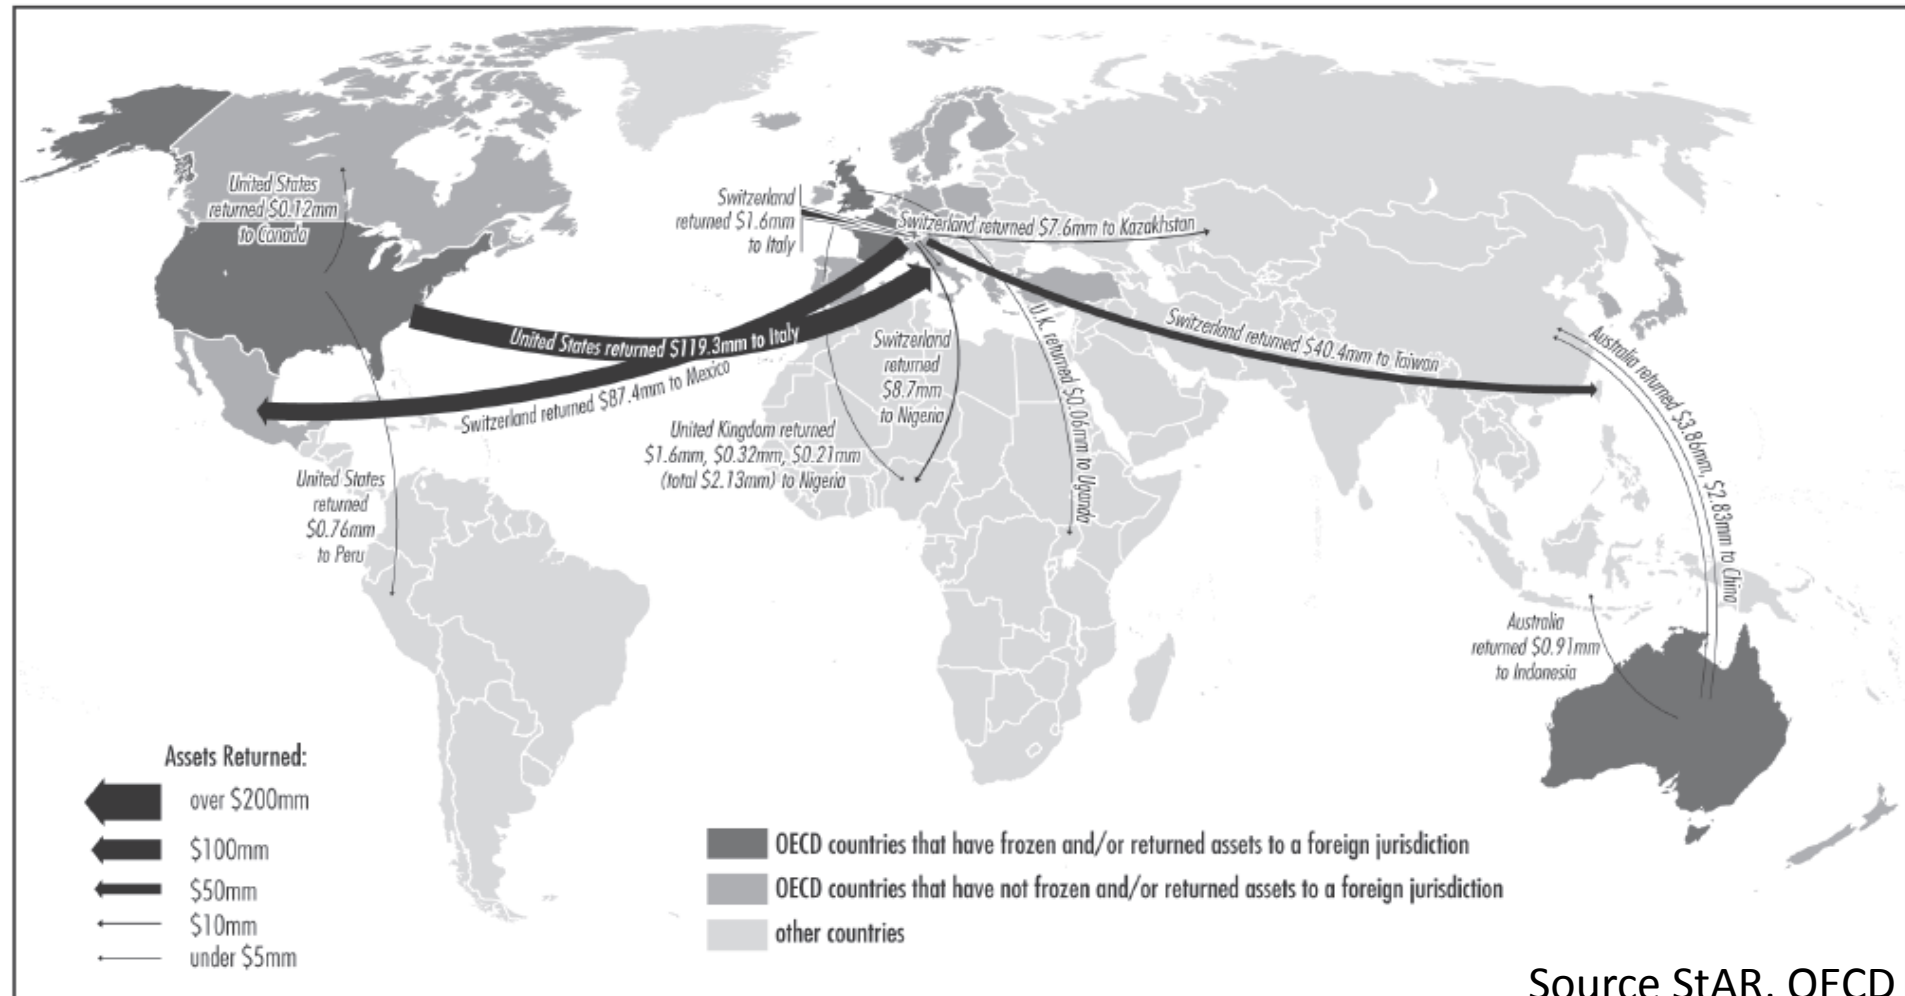 United States
returned $0.12mm
to Canada
Switzerland
returned $1.6mm
to Italy
Switzerland returned $7.6mm to Kazakhstan
United States returned $119.3mm to Italy
Switzerland returned $87.4mm to Mexico
Switzerland
returned
$8.7mm
to Nigeria
U.K. returned $0.06mm to Uganda
Switzerland returned $40.4mm to Taiwan
Australia returned $3.86mm, $2.83mm to China
United Kingdom returned
$1.6mm, $0.32mm, $0.21mm
(total $2.13mm) to Nigeria
United States
returned
$0.76mm
to Peru
Australia
returned $0.91mm
to Indonesia
Assets Returned:
over $200mm
$100mm
$50mm
$10mm
under $5mm
OECD countries that have frozen and/or returned assets to a foreign jurisdiction
OECD countries that have not frozen and/or returned assets to a foreign jurisdiction
other countries
Source StAR, OECD